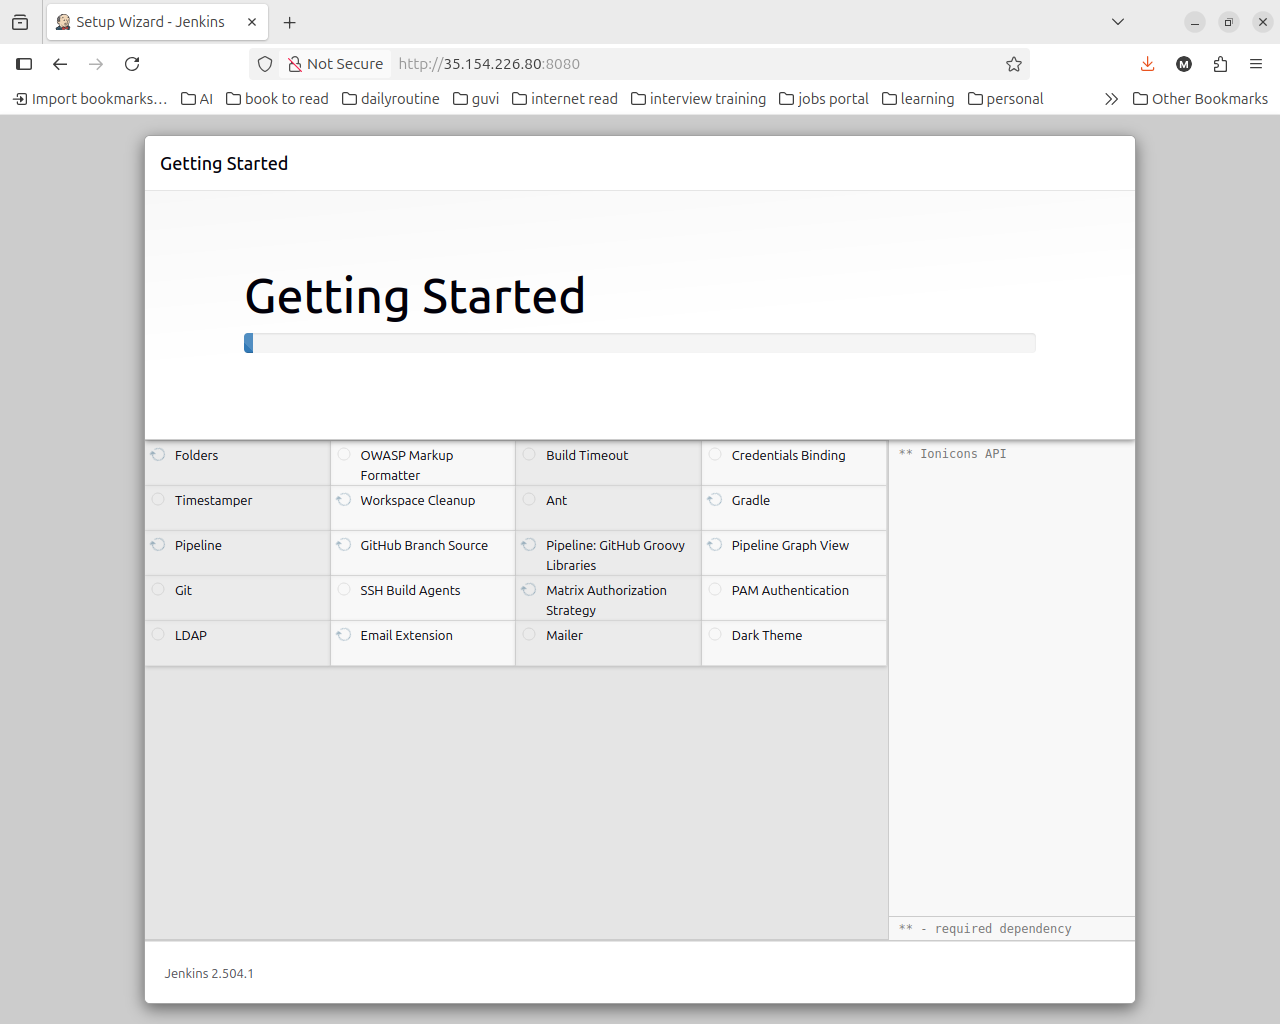 Setup Wizard - Jenkins
Not Secure http://35.154.226.80:8080
M
Import bookmarks... AI book to read dailyroutine guvi internet read interview training jobs portal learning personal Other Bookmarks
Getting Started
Getting Started
Folders OWASP Markup Formatter Build Timeout Credentials Binding
Timestamper Workspace Cleanup Ant Gradle
Pipeline GitHub Branch Source Pipeline: GitHub Groovy Libraries Pipeline Graph View
Git SSH Build Agents Matrix Authorization Strategy PAM Authentication
LDAP Email Extension Mailer Dark Theme
** Ionicons API
** - required dependency
Jenkins 2.504.1